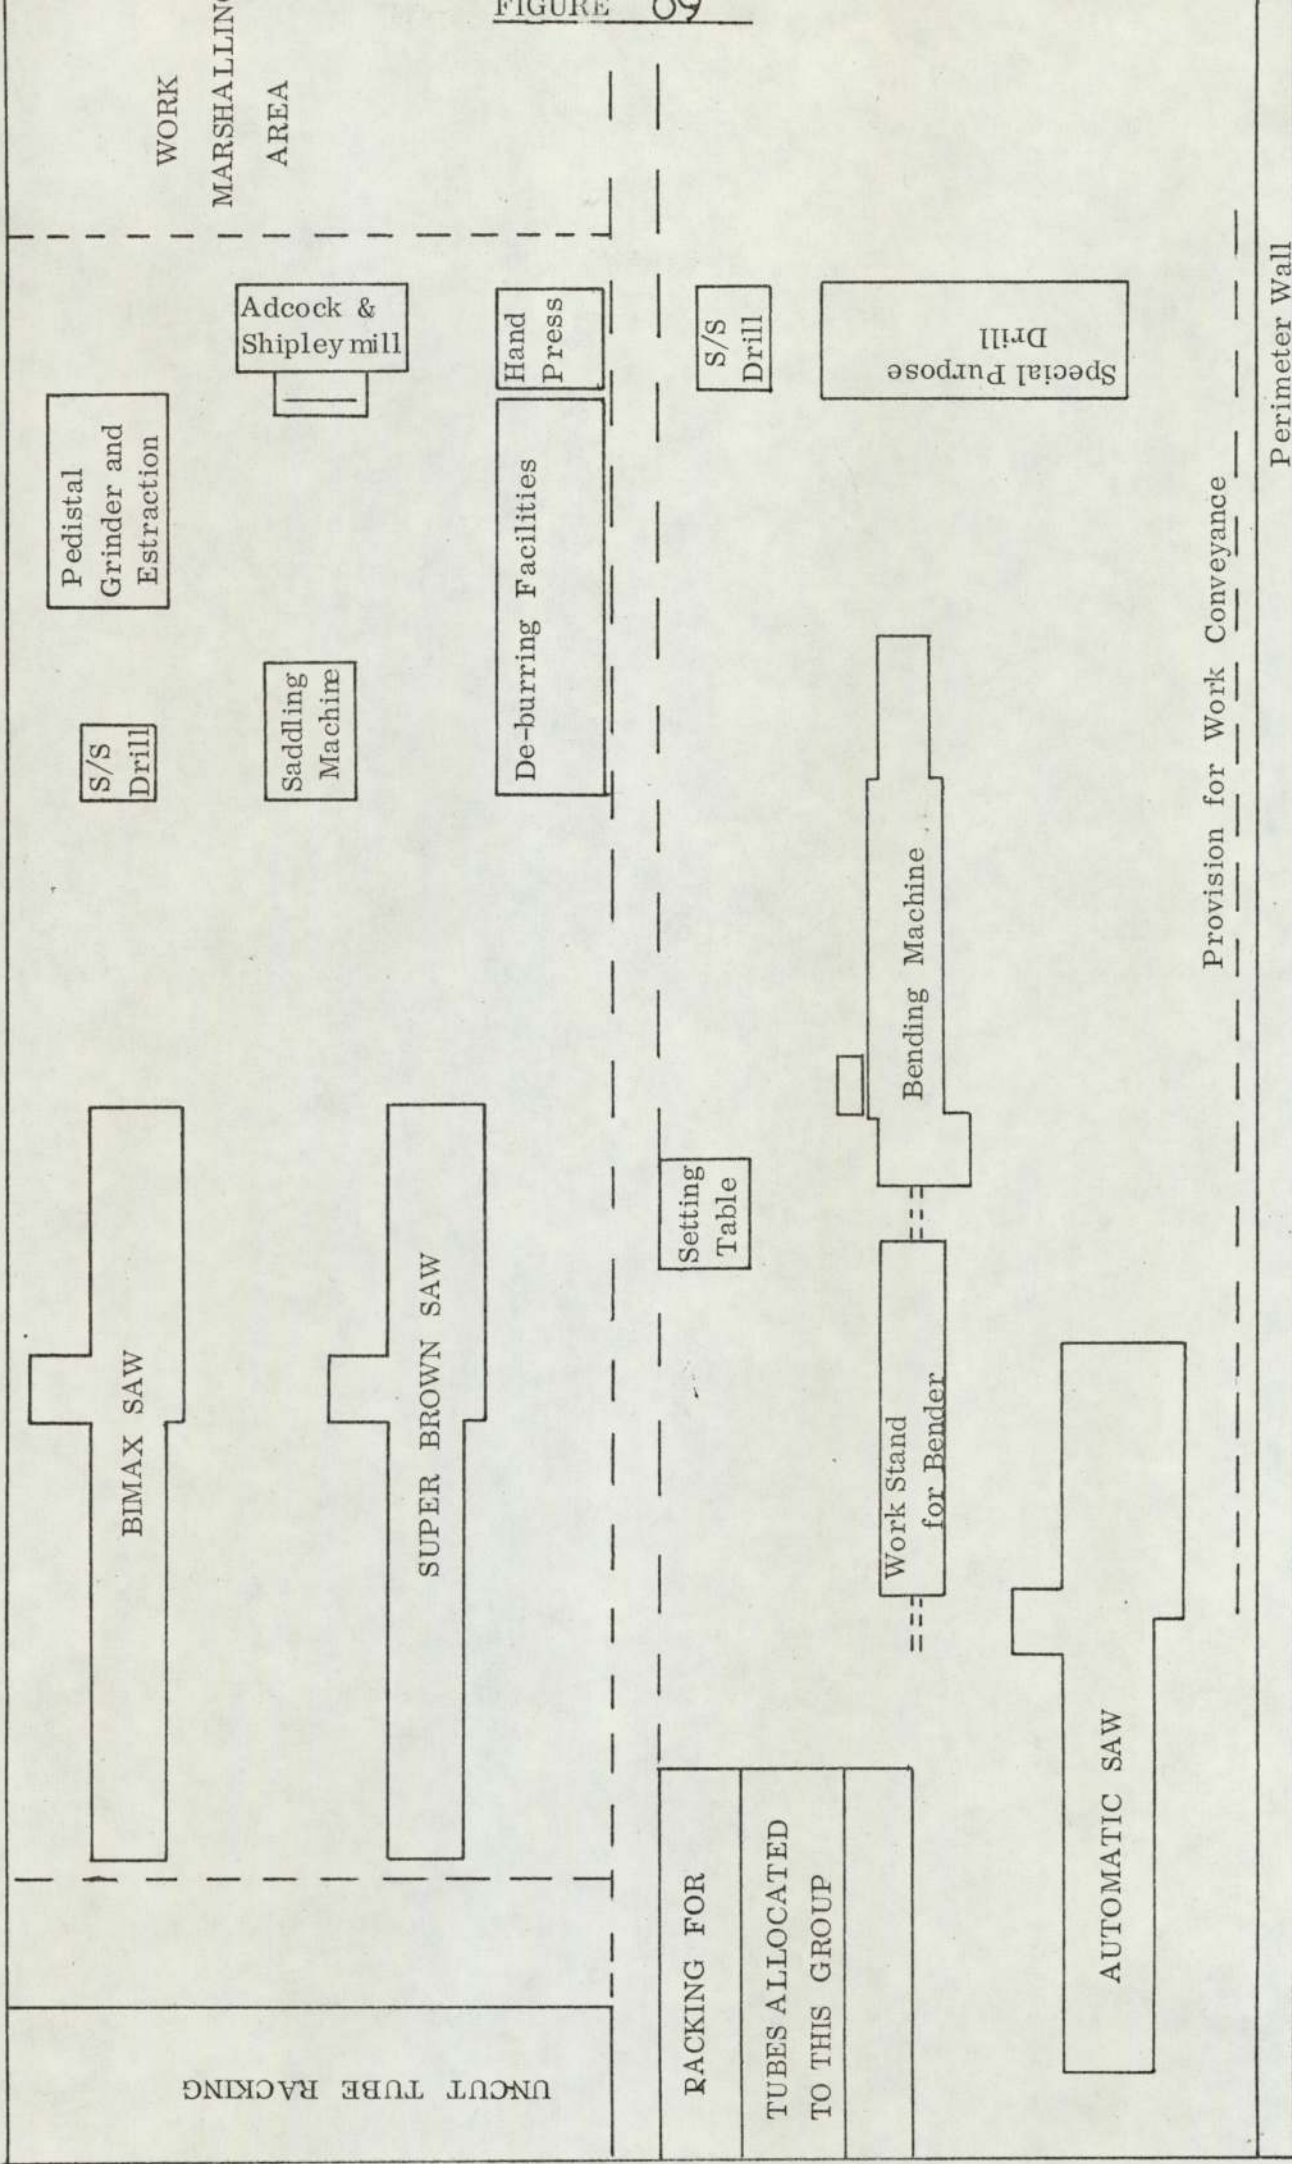 FIGURE 69
WORK
MARSHALLING
AREA
Adcock &
Shipley mill
Pedistal
Grinder and
Estraction
Hand
Press
S/S
Drill
Special Purpose
Drill
De-burring Facilities
S/S
Drill
Saddling
Machine
Perimeter Wall
Provision for Work Conveyance
Bending Machine
Setting
Table
BIMAX SAW
SUPER BROWN SAW
Work Stand
for Bender
AUTOMATIC SAW
RACKING FOR
TUBES ALLOCATED
TO THIS GROUP
UNCUT TUBE RACKING